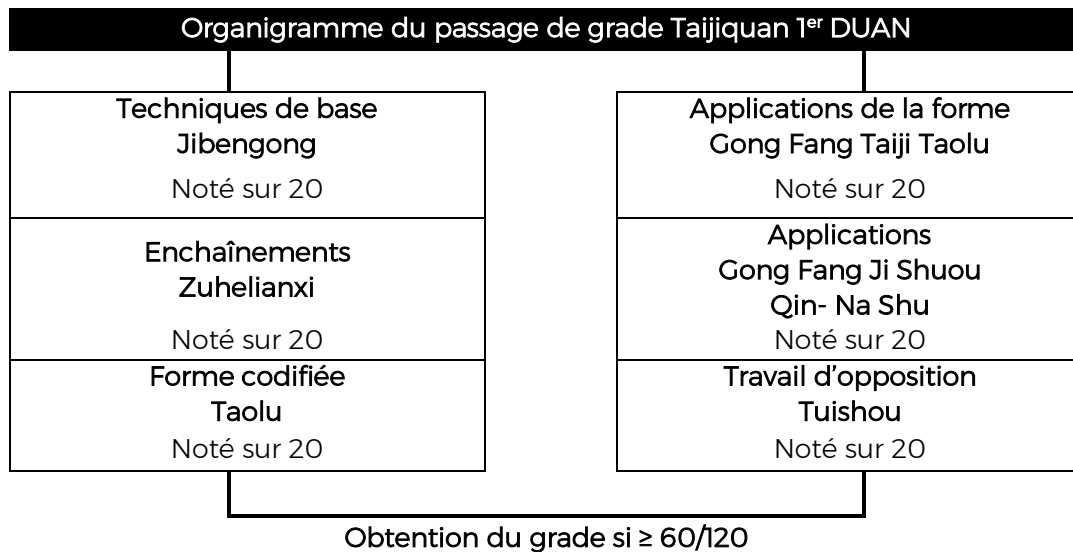 Organigramme du passage de grade Taijiquan 1er DUAN
Techniques de base
Jibengong
Noté sur 20
Enchaînements
Zuhelianxi
Noté sur 20
Forme codifiée
Taolu
Noté sur 20
Applications de la forme
Gong Fang Taiji Taolu
Noté sur 20
Applications
Gong Fang Ji Shuou
Qin- Na Shu
Noté sur 20
Travail d’opposition
Tuishou
Noté sur 20
Obtention du grade si ≥ 60/120